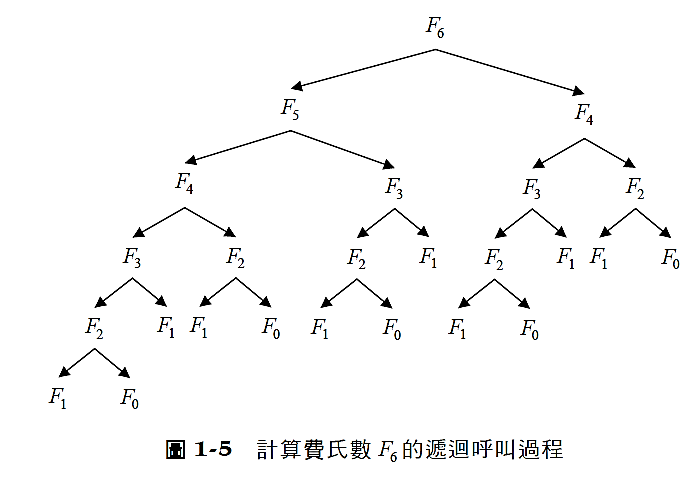 F₆
F₅ F₄
F₄ F₃ F₃ F₂
F₃ F₂ F₂ F₁ F₂ F₁ F₁ F₀
F₂ F₁ F₁ F₀ F₁ F₀ F₁ F₀
F₁ F₀
圖 1-5 計算費氏數 F₆ 的遞迴呼叫過程